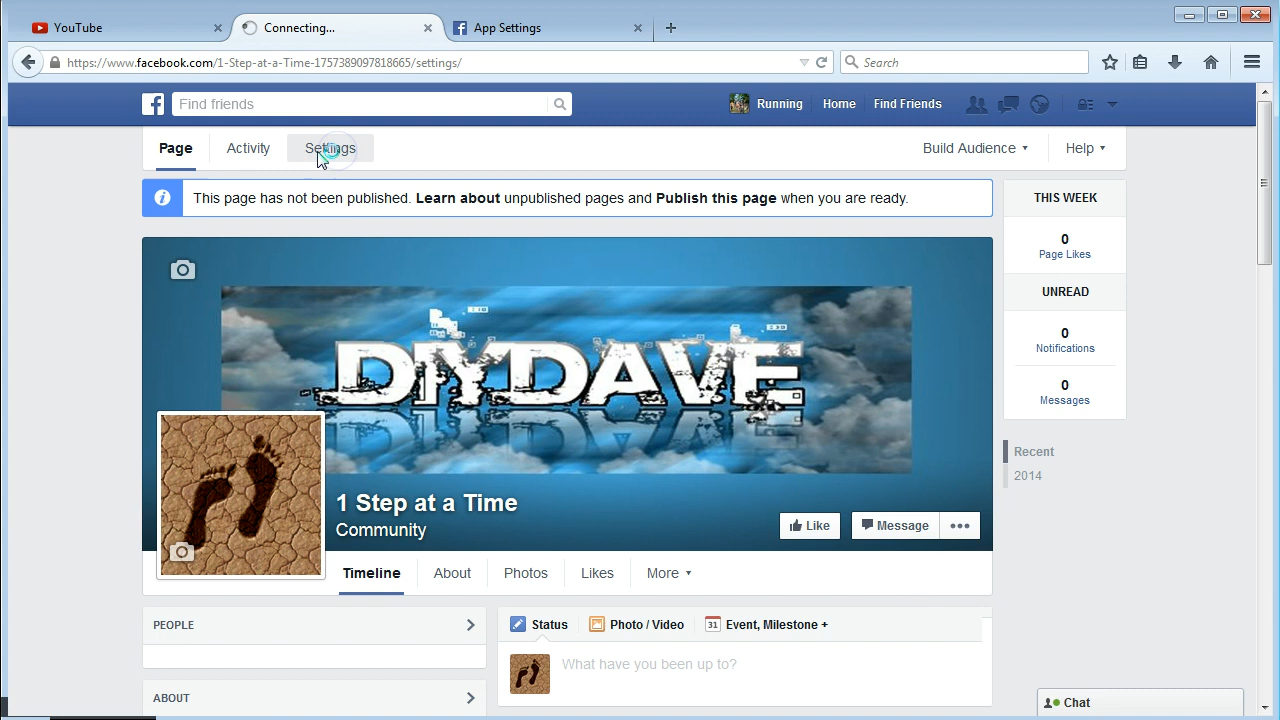 YouTube
Connecting...
App Settings
https://www.facebook.com/1-Step-at-a-Time-1757389097818665/settings/
Search
Find friends
Running
Home
Find Friends
Page
Activity
Settings
Build Audience
Help
This page has not been published. Learn about unpublished pages and Publish this page when you are ready.
THIS WEEK
0
Page Likes
UNREAD
0
Notifications
0
Messages
Recent
2014
DIYDAVE
1 Step at a Time
Community
Like
Message
Timeline
About
Photos
Likes
More
PEOPLE
ABOUT
Status
Photo / Video
31
Event, Milestone +
What have you been up to?
Chat